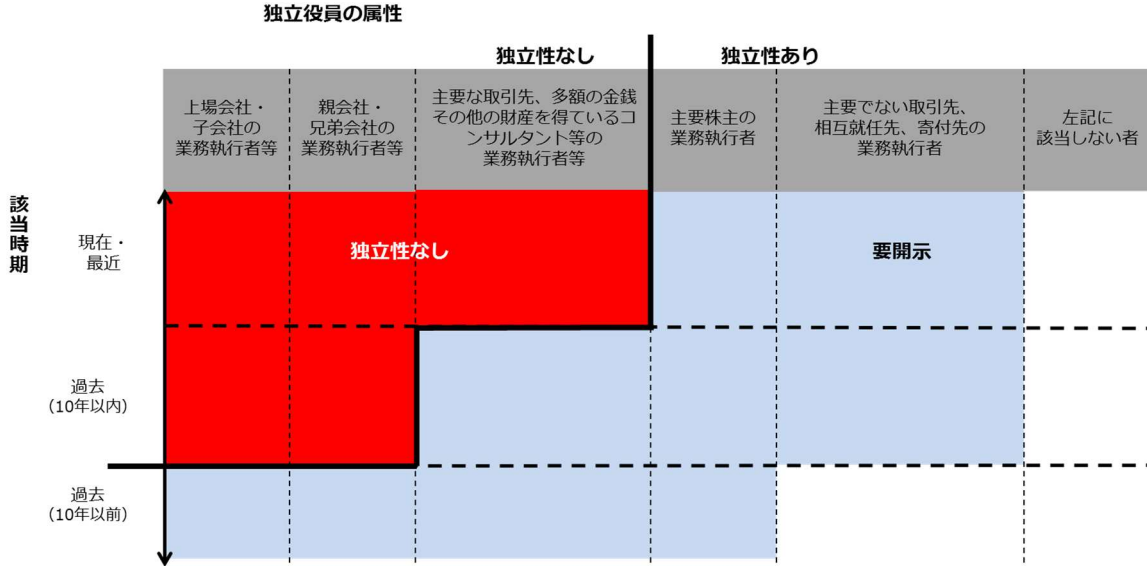 独立役員の属性
独立性なし
独立性あり
上場会社・
子会社の
業務執行者等
親会社・
兄弟会社の
業務執行者等
主要な取引先、多額の金銭
その他の財産を得ているコ
ンサルタント等の
業務執行者等
主要株主の
業務執行者
主要でない取引先、
相互就任先、寄付先の
業務執行者
左記に
該当しない者
該当時期
現在・
最近
独立性なし
要開示
過去
(10年以内)
過去
(10年以前)